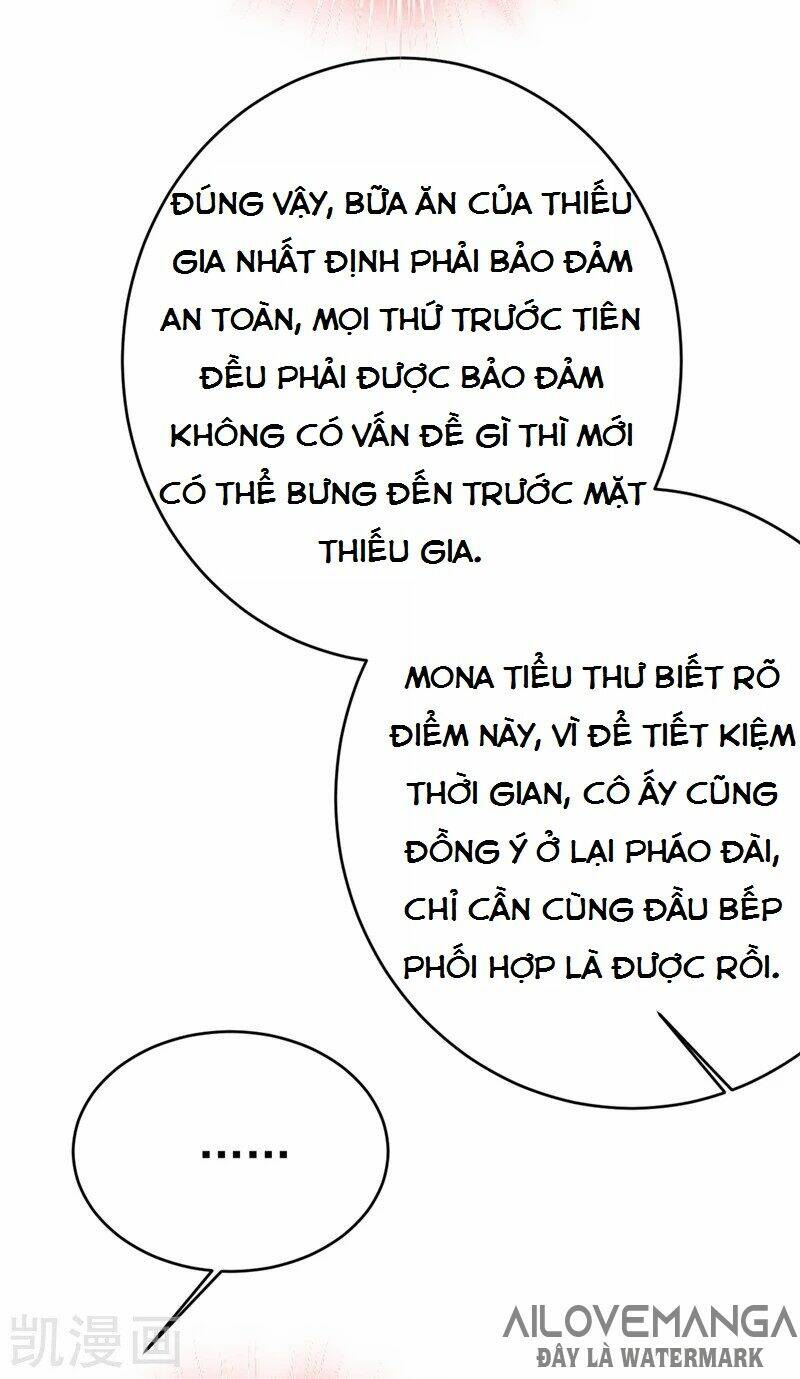 ĐÚNG VẬY, BỮA ĂN CỦA THIẾU
GIA NHẤT ĐỊNH PHẢI BẢO ĐẢM
AN TOÀN, MỌI THỨ TRƯỚC TIÊN
ĐỀU PHẢI ĐƯỢC BẢO ĐẢM
KHÔNG CÓ VẤN ĐỀ GÌ THÌ MỚI
CÓ THỂ BƯNG ĐẾN TRƯỚC MẶT
THIẾU GIA.
MONA TIỂU THƯ BIẾT RÕ
ĐIỂM NÀY, VÌ ĐỂ TIẾT KIỆM
THỜI GIAN, CÔ ẤY CŨNG
ĐỒNG Ý Ở LẠI PHÁO ĐÀI,
CHỈ CẦN CÙNG ĐẦU BẾP
PHỐI HỢP LÀ ĐƯỢC RỒI.
......
凯漫画
AILOVEMANGA
ĐÂY LÀ WATERMARK